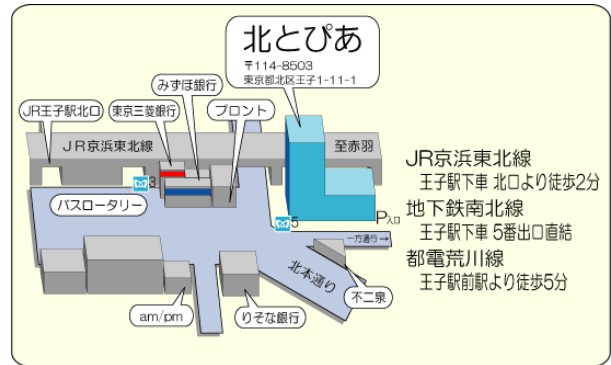 北とぴあ
〒114-8503
東京都北区王子1-11-1
みずほ銀行
JR王子駅北口
東京三菱銀行
プロント
JR京浜東北線
至赤羽
3
バスロータリー
5
P入口
一方通行→
北本通り
不二泉
am/pm
りそな銀行
JR京浜東北線
王子駅下車 北口より徒歩2分
地下鉄南北線
王子駅下車 5番出口直結
都電荒川線
王子駅前駅より徒歩5分